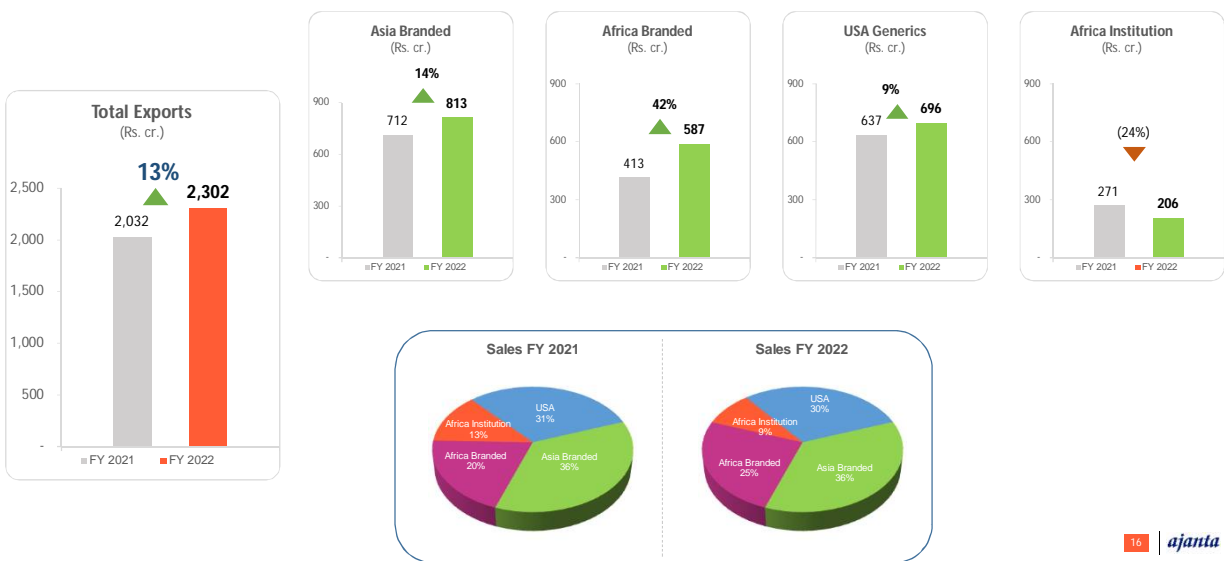 Total Exports
(Rs. cr.)
13%
2,500
2,000
1,500
1,000
500
-
2,032
2,302
FY 2021
FY 2022
Asia Branded
(Rs. cr.)
14%
900
600
300
-
712
813
FY 2021
FY 2022
Africa Branded
(Rs. cr.)
42%
900
600
300
-
413
587
FY 2021
FY 2022
USA Generics
(Rs. cr.)
9%
900
600
300
-
637
696
FY 2021
FY 2022
Africa Institution
(Rs. cr.)
(24%)
900
600
300
-
271
206
FY 2021
FY 2022
Sales FY 2021
USA
31%
Africa Institution
13%
Africa Branded
20%
Asia Branded
36%
Sales FY 2022
USA
30%
Africa Institution
9%
Africa Branded
25%
Asia Branded
36%
16
ajanta